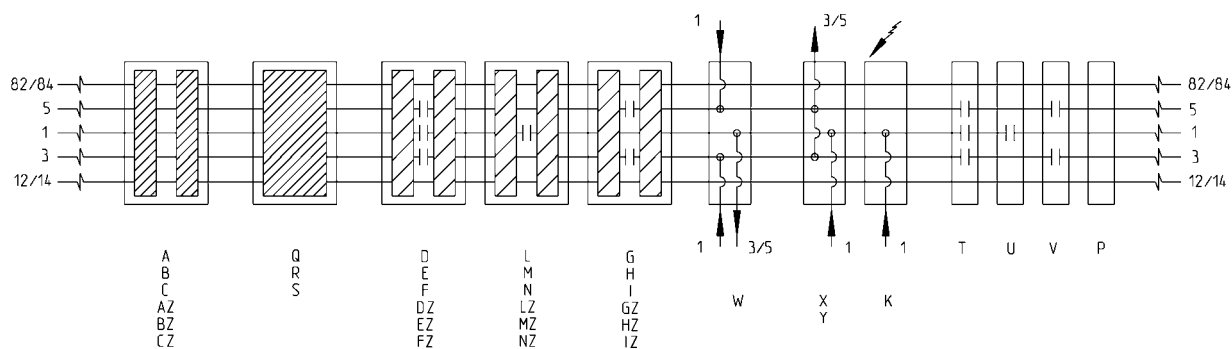 1
3/5
82/84
82/84
5
5
1
1
3
3
12/14
12/14
1
3/5
1
1
A
B
C
AZ
BZ
CZ
Q
R
S
D
E
F
DZ
EZ
FZ
L
M
N
LZ
MZ
NZ
G
H
I
GZ
HZ
IZ
W
X
Y
K
T
U
V
P